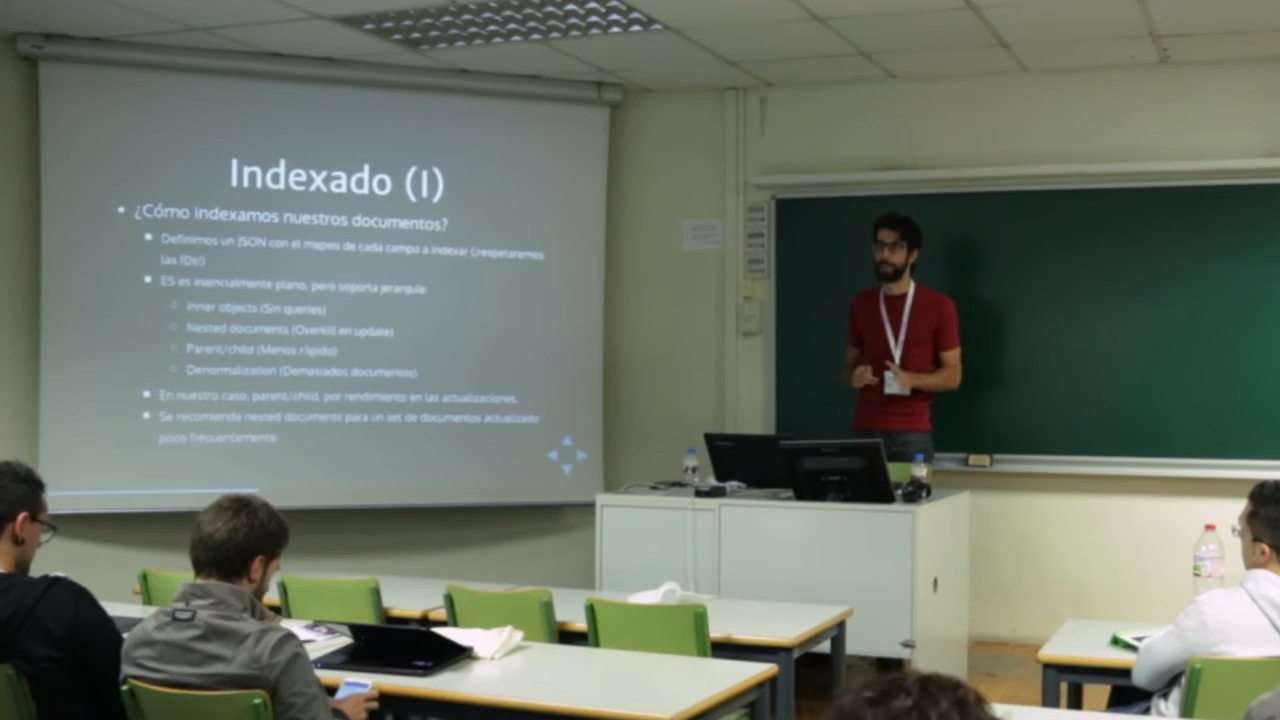 Indexado (I)
¿Cómo indexamos nuestros documentos?
Definimos un JSON con el mapeo de cada campo a indexar (¡respetaremos
las IDs!)
ES es esencialmente plano, pero soporta jerarquía:
Inner objects (Sin queries)
Nested documents (Overkill en update)
Parent/child (Menos rápido)
Denormalization (Demasiados documentos)
En nuestro caso, parent/child, por rendimiento en las actualizaciones.
Se recomienda nested documents para un set de documentos actualizado
poco frecuentemente.